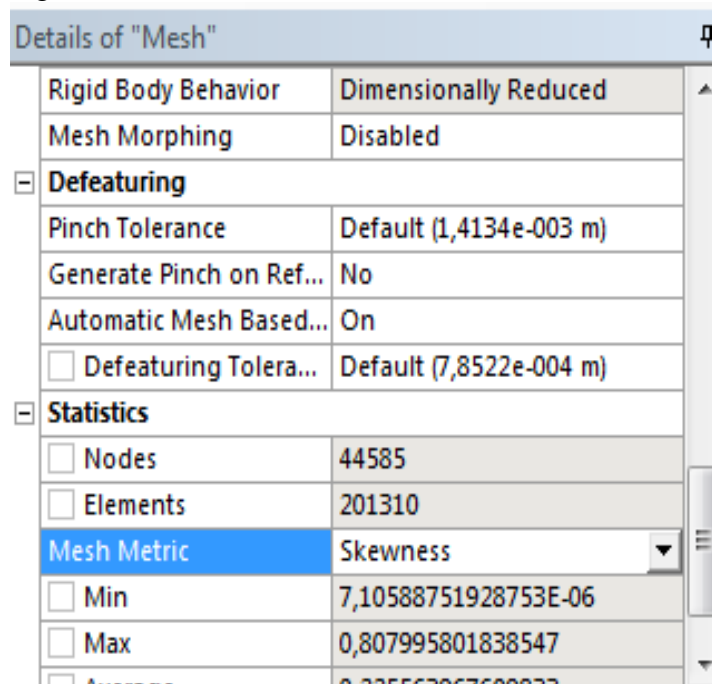 Details of "Mesh"
Rigid Body Behavior Dimensionally Reduced
Mesh Morphing Disabled
Defeaturing
Pinch Tolerance Default (1,4134e-003 m)
Generate Pinch on Ref... No
Automatic Mesh Based... On
Defeaturing Tolera... Default (7,8522e-004 m)
Statistics
Nodes 44585
Elements 201310
Mesh Metric Skewness
Min 7,10588751928753E-06
Max 0,807995801838547